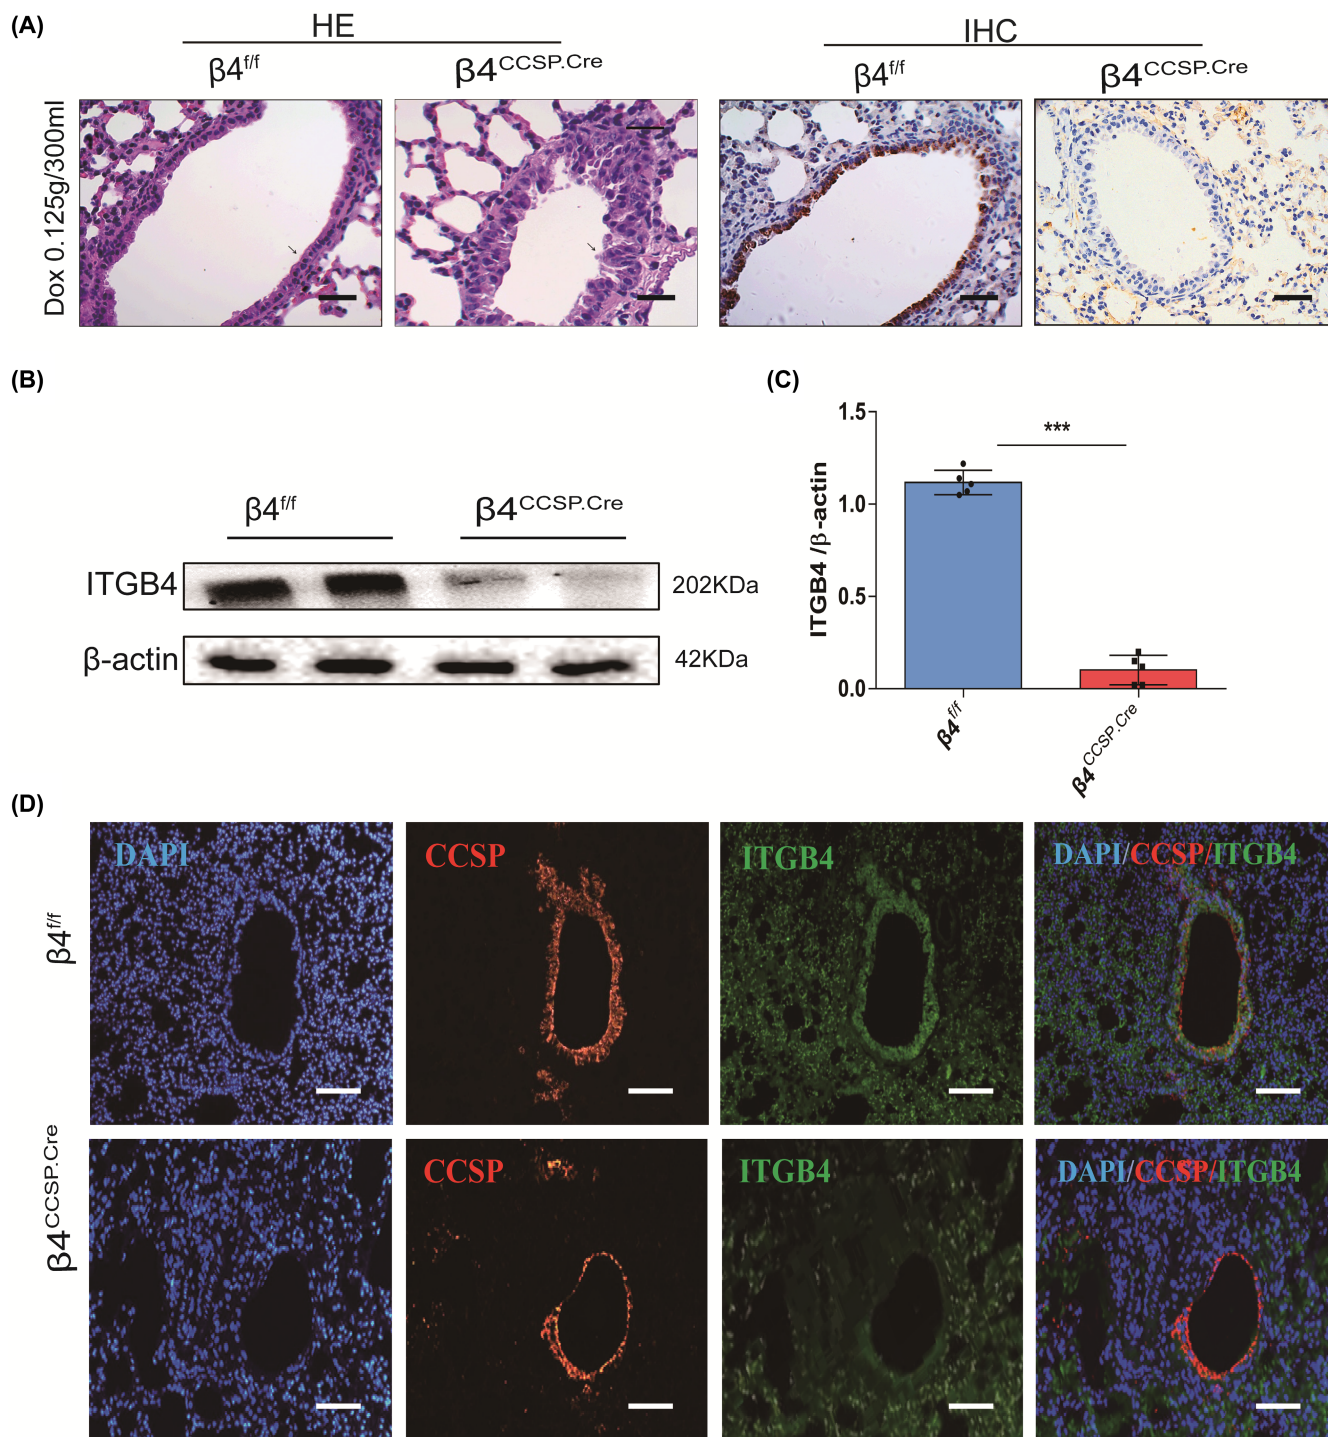 (A)
HE
IHC
β4f/f
β4CCSP.Cre
β4f/f
β4CCSP.Cre
Dox 0.125g/300ml
(B)
β4f/f
β4CCSP.Cre
ITGB4
202KDa
β-actin
42KDa
(C)
1.5
1.0
0.5
0.0
ITGB4 /β-actin
***
β4f/f
β4CCSP.Cre
(D)
β4f/f
DAPI
CCSP
ITGB4
DAPI/CCSP/ITGB4
β4CCSP.Cre
CCSP
ITGB4
DAPI/CCSP/ITGB4